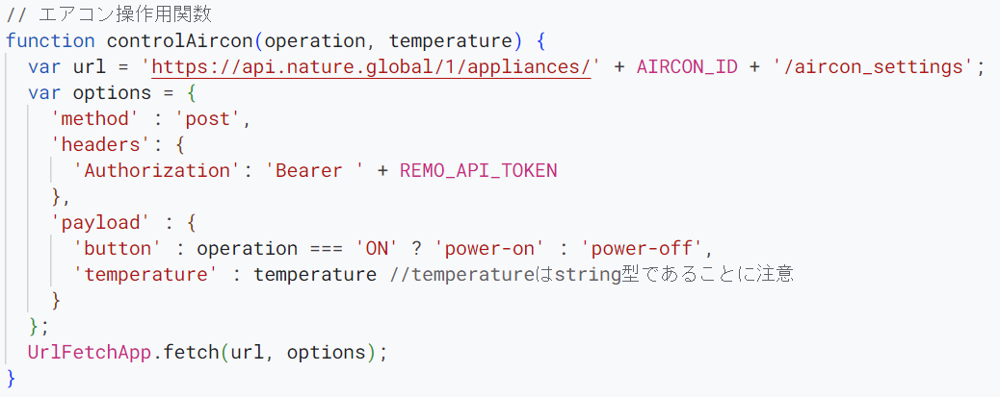 // エアコン操作用関数
function controlAircon(operation, temperature) {
  var url = 'https://api.nature.global/1/appliances/' + AIRCON_ID + '/aircon_settings';
  var options = {
    'method' : 'post',
    'headers': {
      'Authorization': 'Bearer ' + REMO_API_TOKEN
    },
    'payload' : {
      'button' : operation === 'ON' ? 'power-on' : 'power-off',
      'temperature' : temperature //temperatureはstring型であることに注意
    }
  };
  UrlFetchApp.fetch(url, options);
}